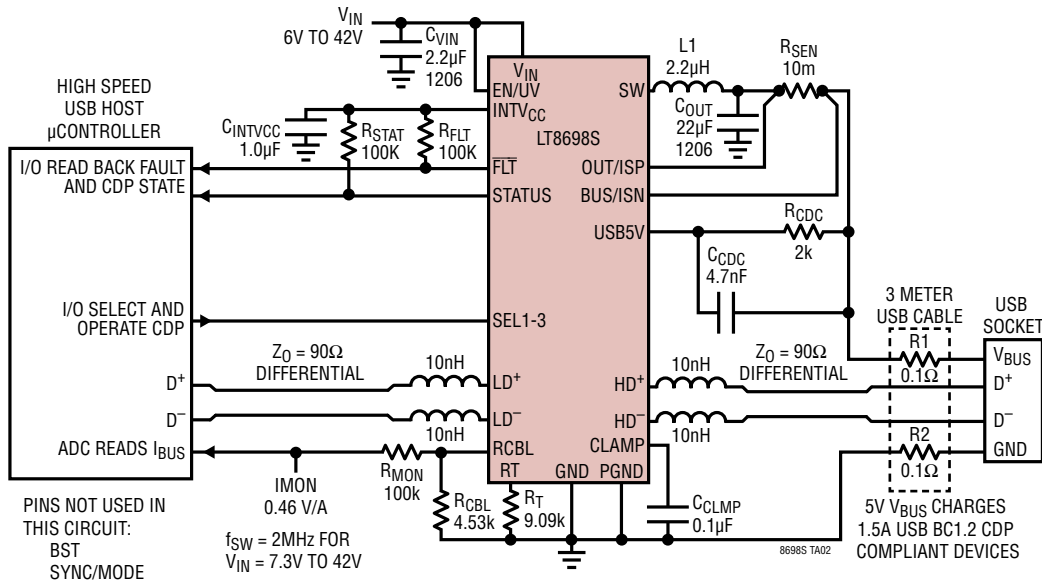 V_IN
6V TO 42V
C_VIN
2.2µF
1206
HIGH SPEED
USB HOST
µCONTROLLER
C_INTVCC
1.0µF
R_STAT
100K
R_FLT
100K
V_IN
EN/UV
INTV_CC
LT8698S
FLT
STATUS
SW
OUT/ISP
BUS/ISN
USB5V
SEL1-3
LD+
LD–
HD+
HD–
CLAMP
RCBL
RT
GND
PGND
L1
2.2µH
R_SEN
10m
C_OUT
22µF
1206
R_CDC
2k
C_CDC
4.7nF
I/O READ BACK FAULT
AND CDP STATE
I/O SELECT AND
OPERATE CDP
D+
D–
ADC READS I_BUS
Z_O = 90Ω
DIFFERENTIAL
10nH
10nH
10nH
10nH
Z_O = 90Ω
DIFFERENTIAL
3 METER
USB CABLE
R1
0.1Ω
R2
0.1Ω
USB
SOCKET
V_BUS
D+
D–
GND
R_MON
100k
IMON
0.46 V/A
R_CBL
4.53k
R_T
9.09k
C_CLMP
0.1µF
PINS NOT USED IN
THIS CIRCUIT:
BST
SYNC/MODE
f_SW = 2MHz FOR
V_IN = 7.3V TO 42V
8698S TA02
5V V_BUS CHARGES
1.5A USB BC1.2 CDP
COMPLIANT DEVICES